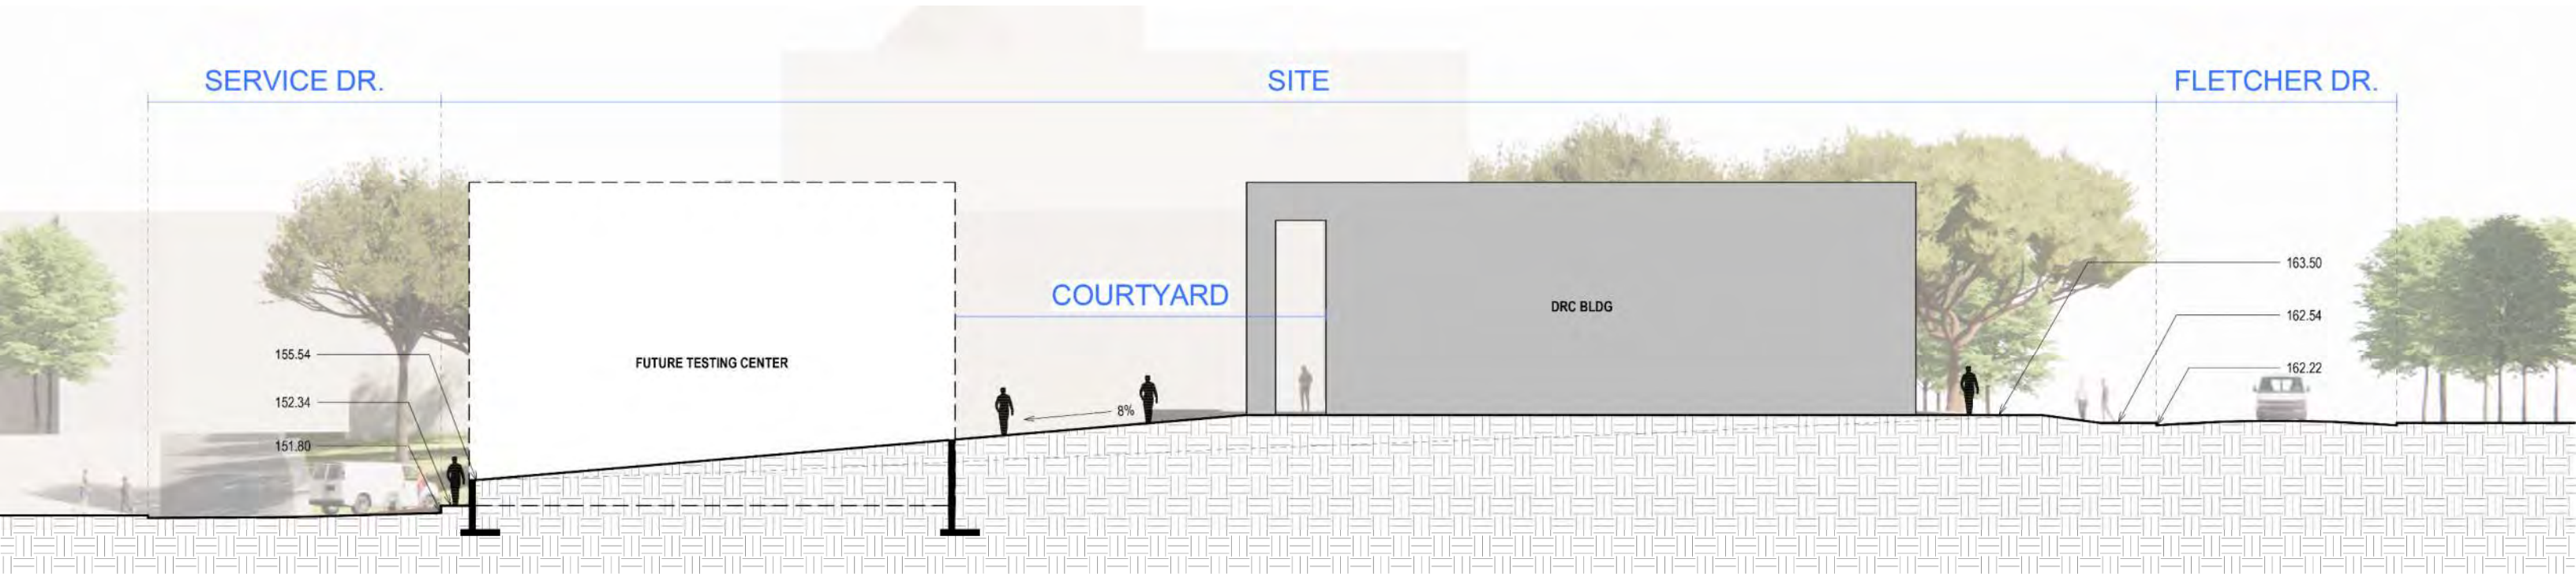 SERVICE DR.
SITE
FLETCHER DR.
COURTYARD
163.50
DRC BLDG
162.54
155.54
FUTURE TESTING CENTER
162.22
152.34
8%
151.80